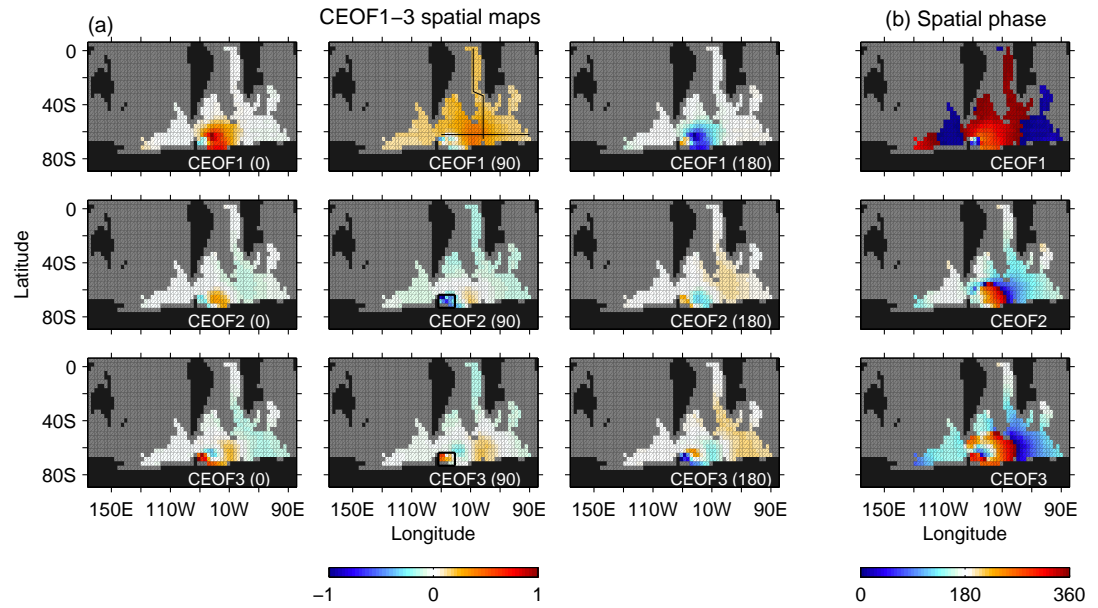 (a) CEOF1−3 spatial maps (b) Spatial phase
0
40S
80S
CEOF1 (0) CEOF1 (90) CEOF1 (180) CEOF1
0
40S
80S
CEOF2 (0) CEOF2 (90) CEOF2 (180) CEOF2
Latitude
0
40S
80S
CEOF3 (0) CEOF3 (90) CEOF3 (180) CEOF3
150E 110W 10W 90E 150E 110W 10W 90E 150E 110W 10W 90E 150E 110W 10W 90E
Longitude Longitude
−1 0 1 0 180 360